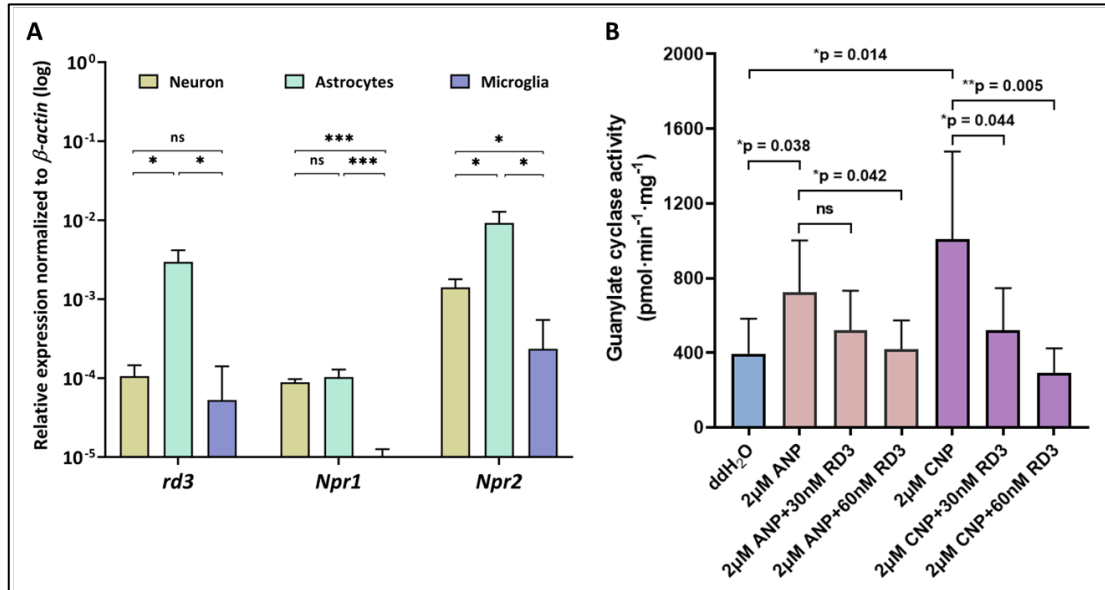 A
Relative expression normalized to β-actin (log)
10⁰
10⁻¹
10⁻²
10⁻³
10⁻⁴
10⁻⁵
Neuron
Astrocytes
Microglia
ns
*
*
***
ns
***
*
*
*
rd3
Npr1
Npr2
B
Guanylate cyclase activity
(pmol·min⁻¹·mg⁻¹)
2000
1600
1200
800
400
0
*p = 0.014
**p = 0.005
*p = 0.044
*p = 0.038
*p = 0.042
ns
ddH₂O
2μM ANP
2μM ANP+30nM RD3
2μM ANP+60nM RD3
2μM CNP
2μM CNP+30nM RD3
2μM CNP+60nM RD3